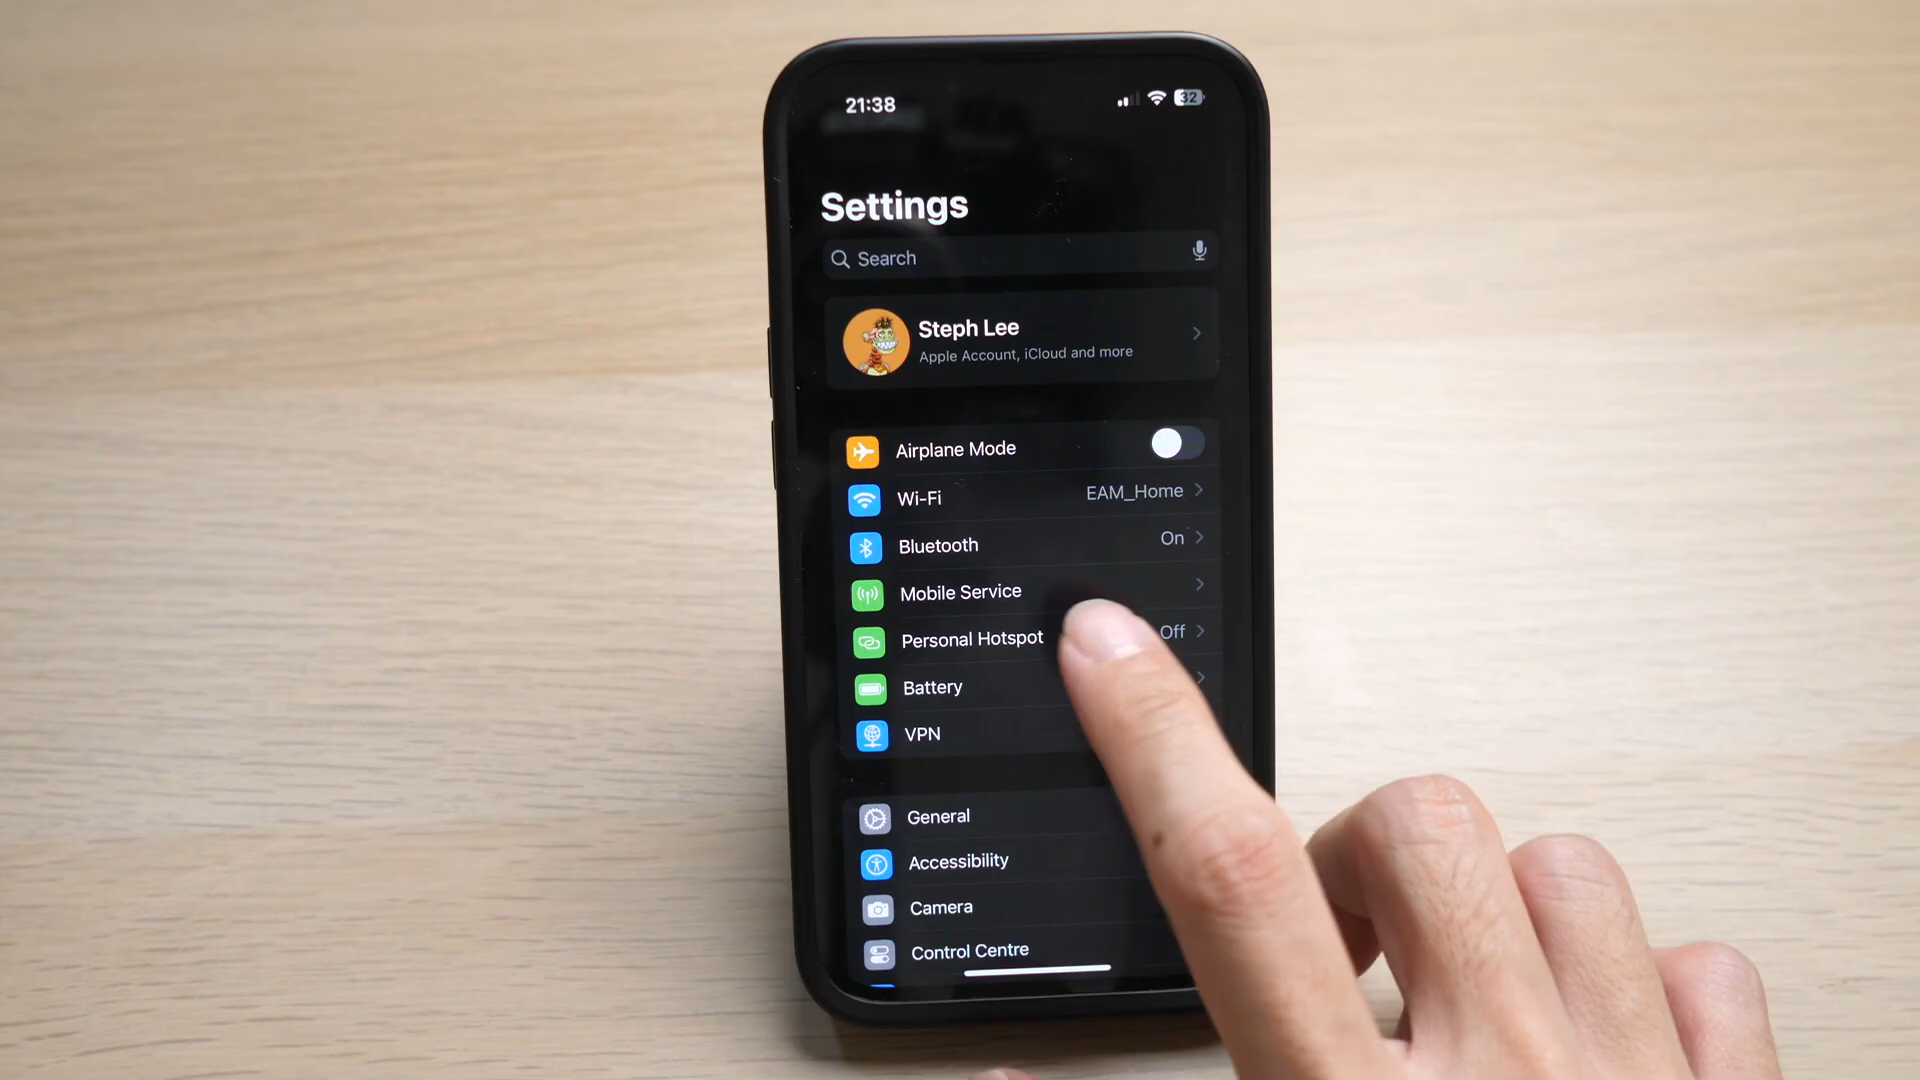 21:38
32
Settings
Search
Steph Lee
Apple Account, iCloud and more
Airplane Mode
Wi-Fi EAM_Home
Bluetooth On
Mobile Service
Personal Hotspot Off
Battery
VPN
General
Accessibility
Camera
Control Centre